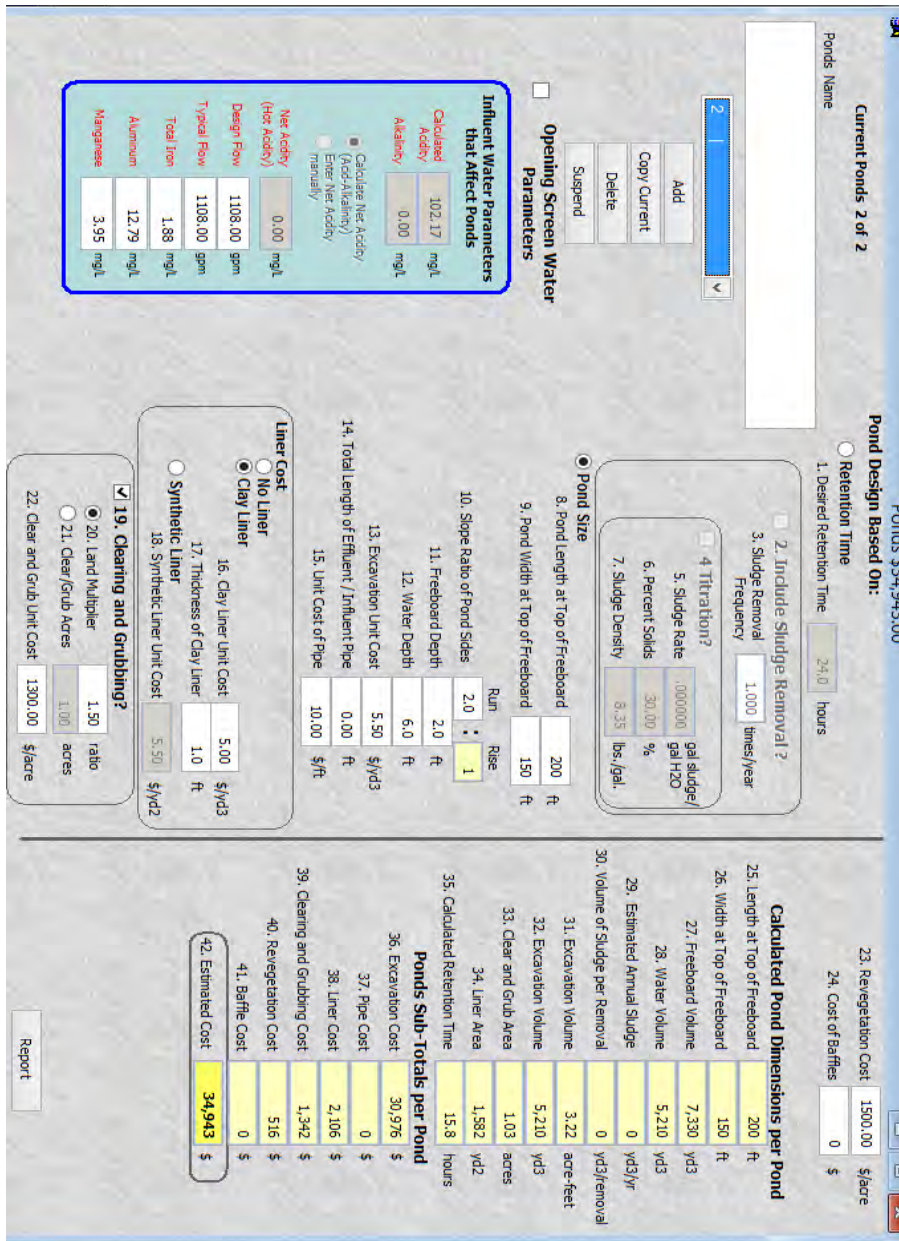 Ponds $34,943.00
Current Ponds 2 of 2
Ponds Name
2
Add
Copy Current
Delete
Suspend
Opening Screen Water
Parameters
Influent Water Parameters
that Affect Ponds
Calculated
Acidity 102.17 mg/L
Alkalinity 0.00 mg/L
Calculate Net Acidity
(Acid-Alkalinity)
Enter Net Acidity
manually
Net Acidity
(Hot Acidity) 0.00 mg/L
Design Flow 1108.00 gpm
Typical Flow 1108.00 gpm
Total Iron 1.88 mg/L
Aluminum 12.79 mg/L
Manganese 3.95 mg/L
Pond Design Based On:
Retention Time
1. Desired Retention Time 24.0 hours
2. Include Sludge Removal ?
3. Sludge Removal
Frequency 1.000 times/year
4 Titration?
5. Sludge Rate .000000 gal sludge/
gal H2O
6. Percent Solids 30.00 %
7. Sludge Density 8.35 lbs./gal.
Pond Size
8. Pond Length at Top of Freeboard 200 ft
9. Pond Width at Top of Freeboard 150 ft
Run Rise
10. Slope Ratio of Pond Sides 2.0 : 1
11. Freeboard Depth 2.0 ft
12. Water Depth 6.0 ft
13. Excavation Unit Cost 5.50 $/yd3
14. Total Length of Effluent / Influent Pipe 0.00 ft
15. Unit Cost of Pipe 10.00 $/ft
Liner Cost
No Liner
Clay Liner
16. Clay Liner Unit Cost 5.00 $/yd3
17. Thickness of Clay Liner 1.0 ft
Synthetic Liner
18. Synthetic Liner Unit Cost 5.50 $/yd2
19. Clearing and Grubbing?
20. Land Multiplier 1.50 ratio
21. Clear/Grub Acres 1.00 acres
22. Clear and Grub Unit Cost 1300.00 $/acre
23. Revegetation Cost 1500.00 $/acre
24. Cost of Baffles 0 $
Calculated Pond Dimensions per Pond
25. Length at Top of Freeboard 200 ft
26. Width at Top of Freeboard 150 ft
27. Freeboard Volume 7,330 yd3
28. Water Volume 5,210 yd3
29. Estimated Annual Sludge 0 yd3/yr
30. Volume of Sludge per Removal 0 yd3/removal
31. Excavation Volume 3.22 acre-feet
32. Excavation Volume 5,210 yd3
33. Clear and Grub Area 1.03 acres
34. Liner Area 1,582 yd2
35. Calculated Retention Time 15.8 hours
Ponds Sub-Totals per Pond
36. Excavation Cost 30,976 $
37. Pipe Cost 0 $
38. Liner Cost 2,106 $
39. Clearing and Grubbing Cost 1,342 $
40. Revegetation Cost 516 $
41. Baffle Cost 0 $
42. Estimated Cost 34,943 $
Report